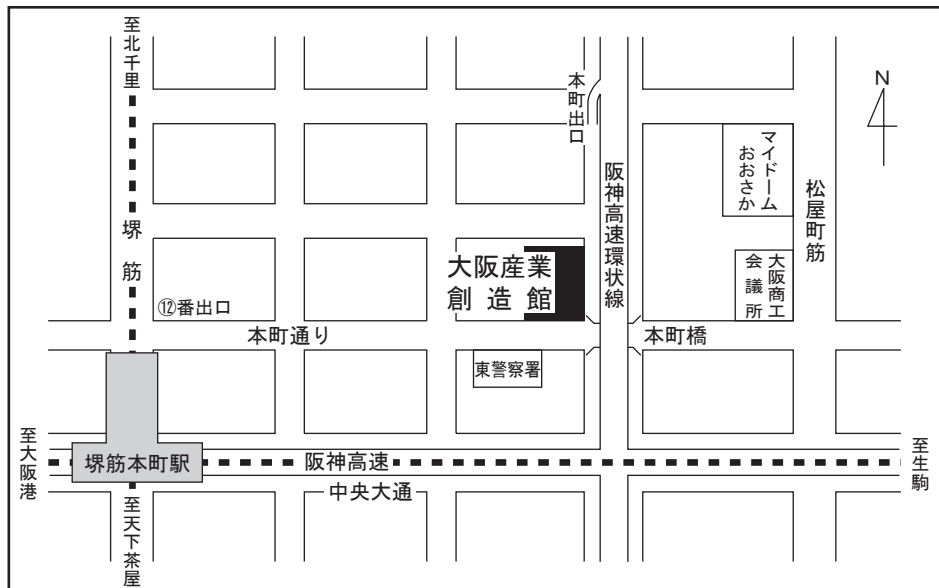 至北千里
本町出口
N
マイドーム
おおさか
阪神高速環状線
松屋町筋
堺筋
大阪産業
創造館
大阪商工
会議所
⑫番出口
本町通り
本町橋
東警察署
至大阪港
堺筋本町駅
阪神高速
至生駒
中央大通
至天下茶屋